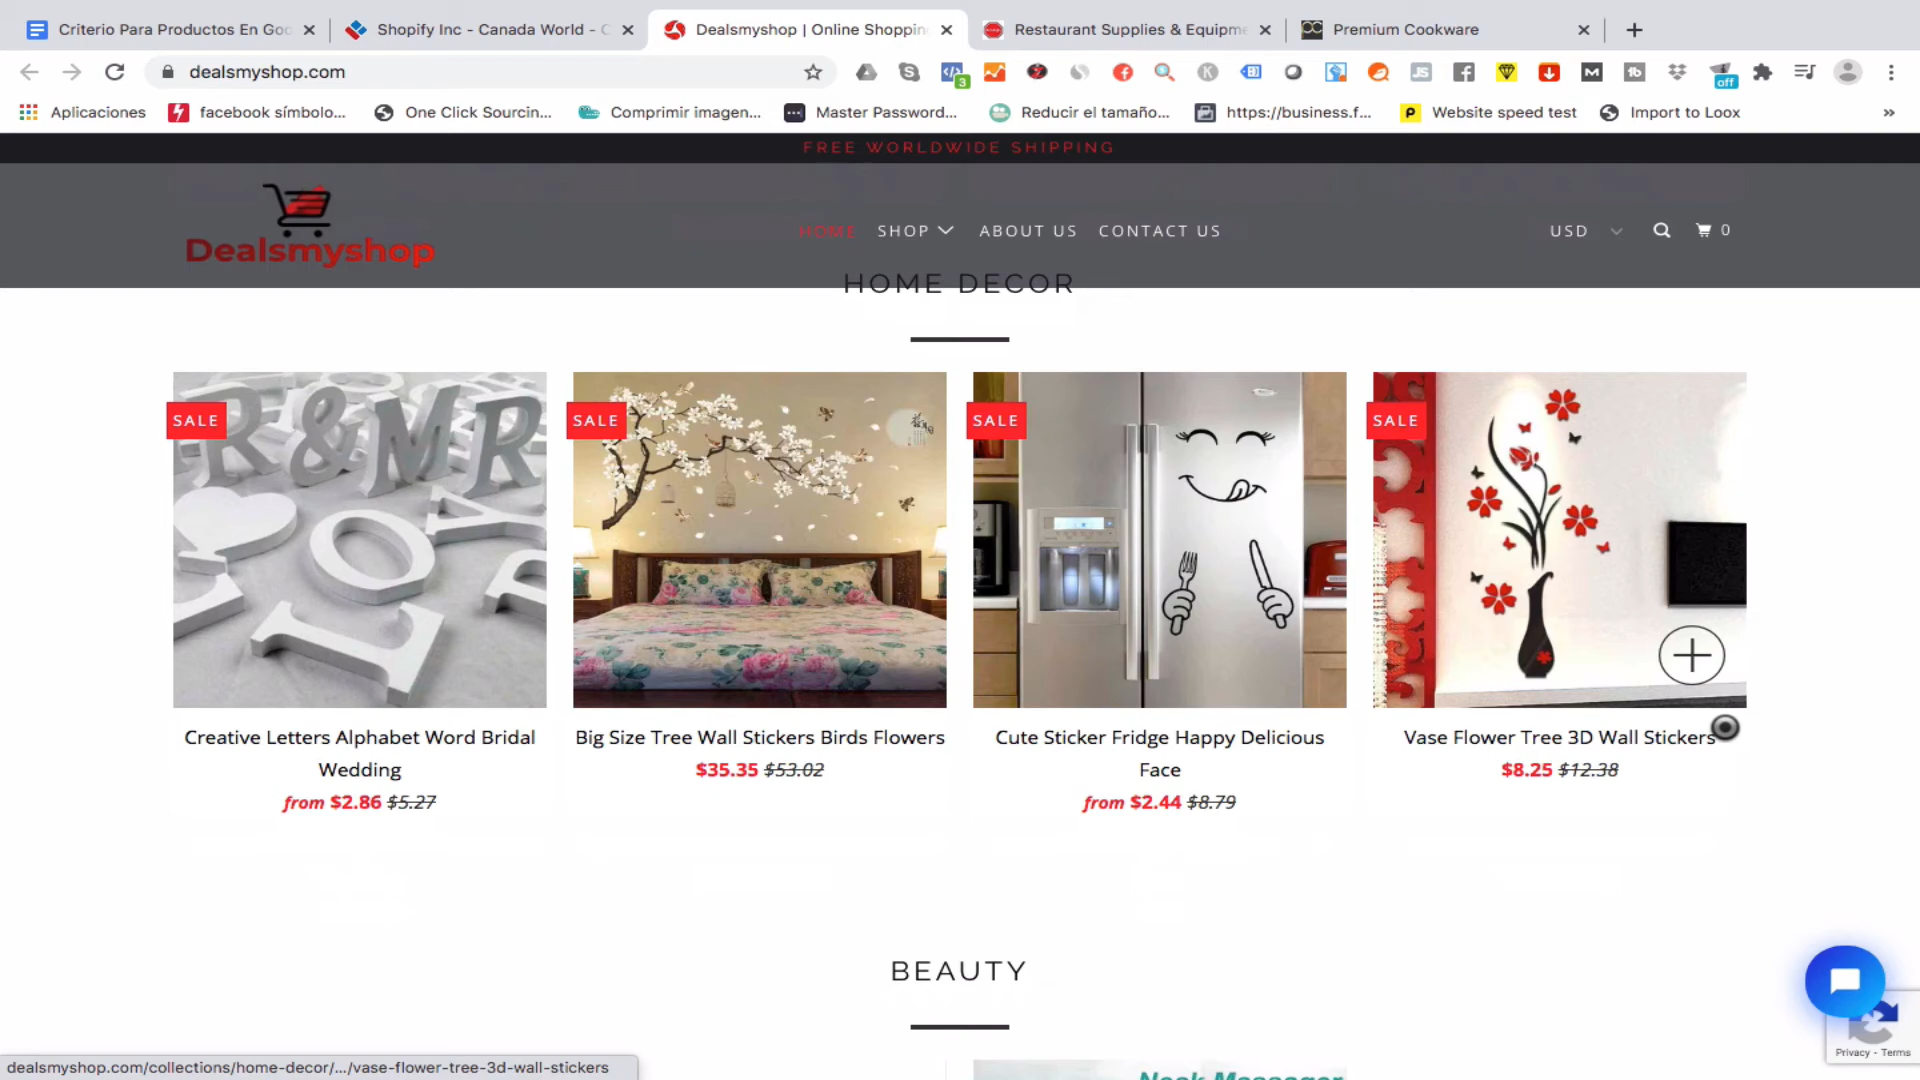 Criterio Para Productos En Goo
Shopify Inc - Canada World - C
Dealsmyshop | Online Shoppin
Restaurant Supplies & Equipme
Premium Cookware
dealsmyshop.com
3
off
Aplicaciones
facebook símbolo...
One Click Sourcin...
Comprimir imagen...
Master Password...
Reducir el tamaño...
https://business.f...
Website speed test
Import to Loox
»
FREE WORLDWIDE SHIPPING
Dealsmyshop
HOME
SHOP
ABOUT US
CONTACT US
USD
0
HOME DECOR
SALE
SALE
SALE
SALE
Creative Letters Alphabet Word Bridal
Wedding
from $2.86 $5.27
Big Size Tree Wall Stickers Birds Flowers
$35.35 $53.02
Cute Sticker Fridge Happy Delicious
Face
from $2.44 $8.79
Vase Flower Tree 3D Wall Stickers
$8.25 $12.38
BEAUTY
Neck Massager
Privacy - Terms
dealsmyshop.com/collections/home-decor/.../vase-flower-tree-3d-wall-stickers